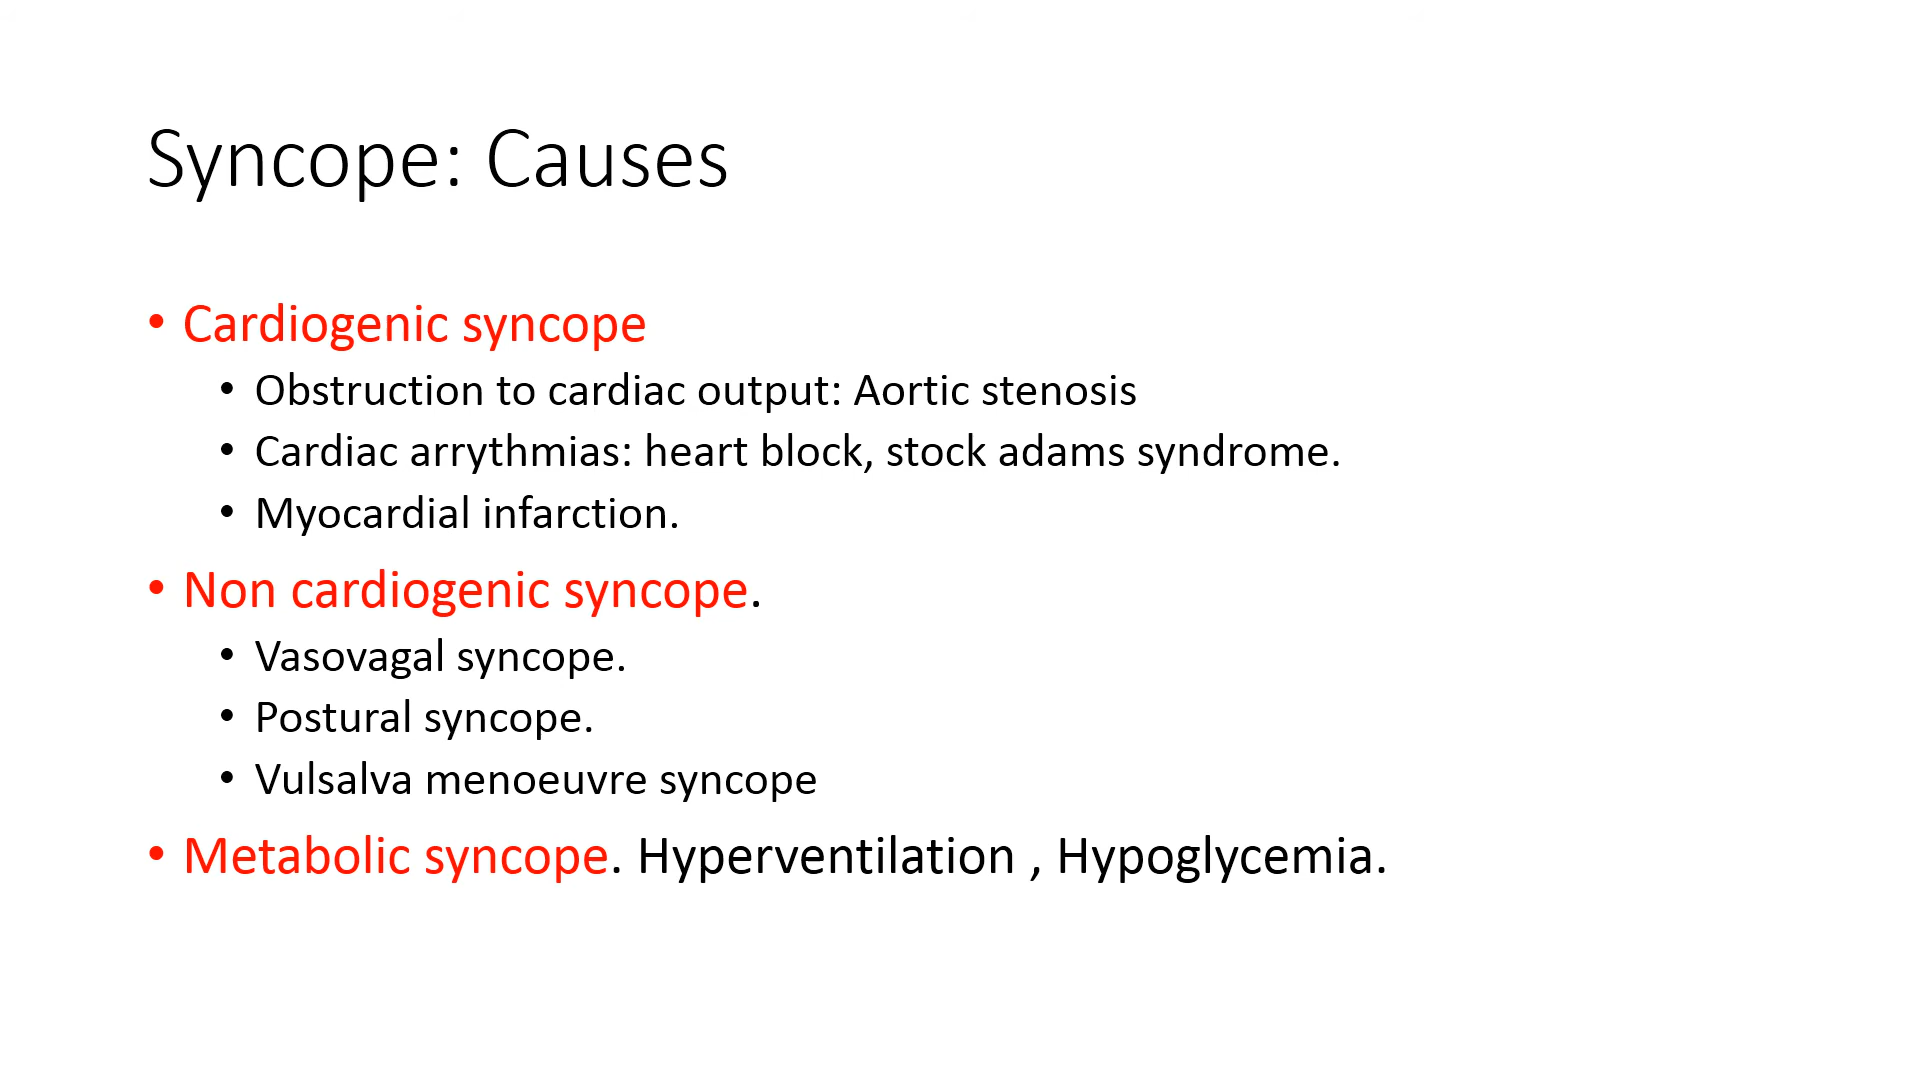 Syncope: Causes
• Cardiogenic syncope
• Obstruction to cardiac output: Aortic stenosis
• Cardiac arrythmias: heart block, stock adams syndrome.
• Myocardial infarction.
• Non cardiogenic syncope.
• Vasovagal syncope.
• Postural syncope.
• Vulsalva menoeuvre syncope
• Metabolic syncope. Hyperventilation , Hypoglycemia.